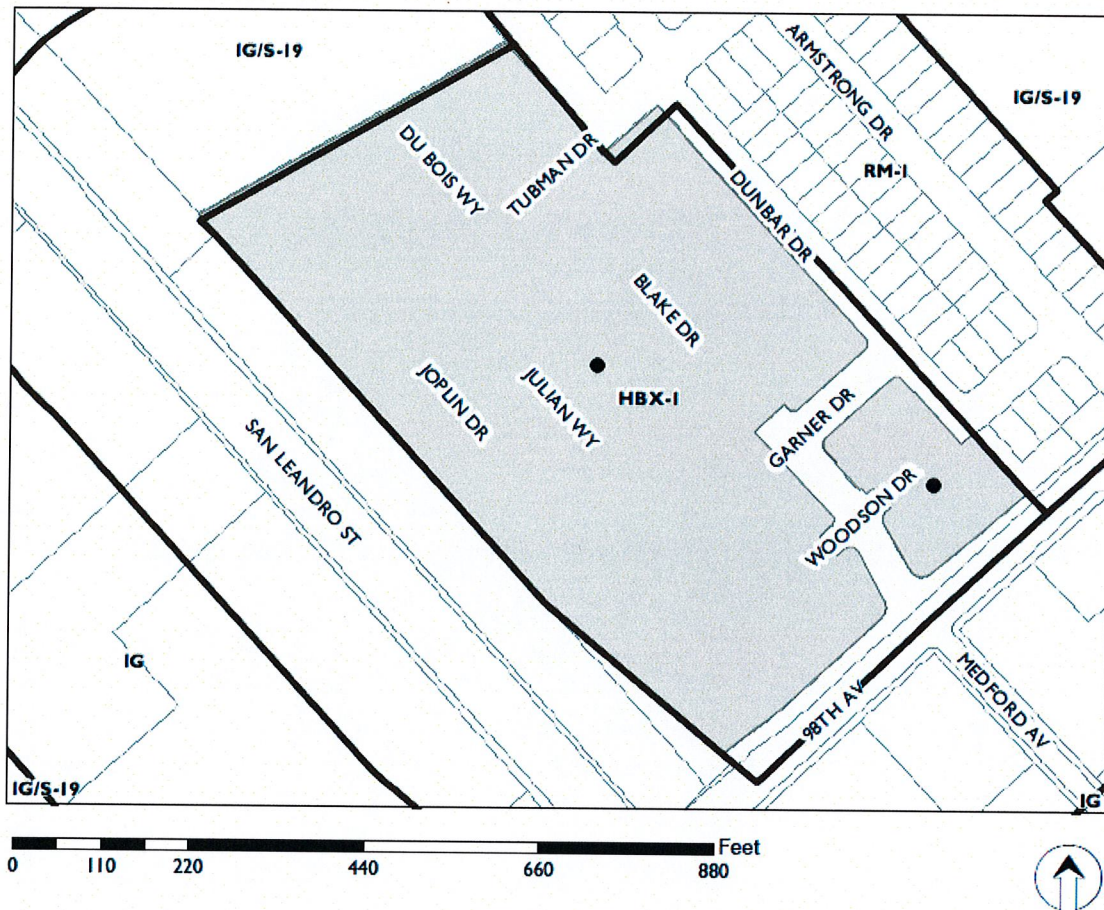 IG/S-19
ARMSTRONG DR
IG/S-19
DU BOIS WY
TUBMAN DR
RM-1
DUNBAR DR
BLAKE DR
JOPLIN DR
JULIAN WY
HBX-1
GARNER DR
SAN LEANDRO ST
WOODSON DR
IG
MEDFORD AV
98TH AV
IG/S-19
IG
Feet
0 110 220 440 660 880